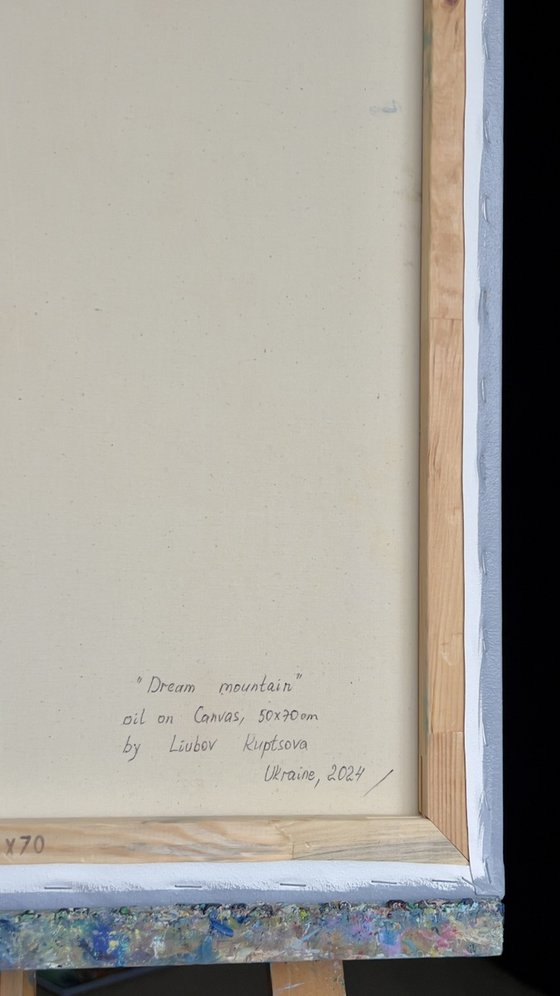 "Dream mountain"
oil on Canvas, 50x70cm
by Liubov Kuptsova
Ukraine, 2024
x70